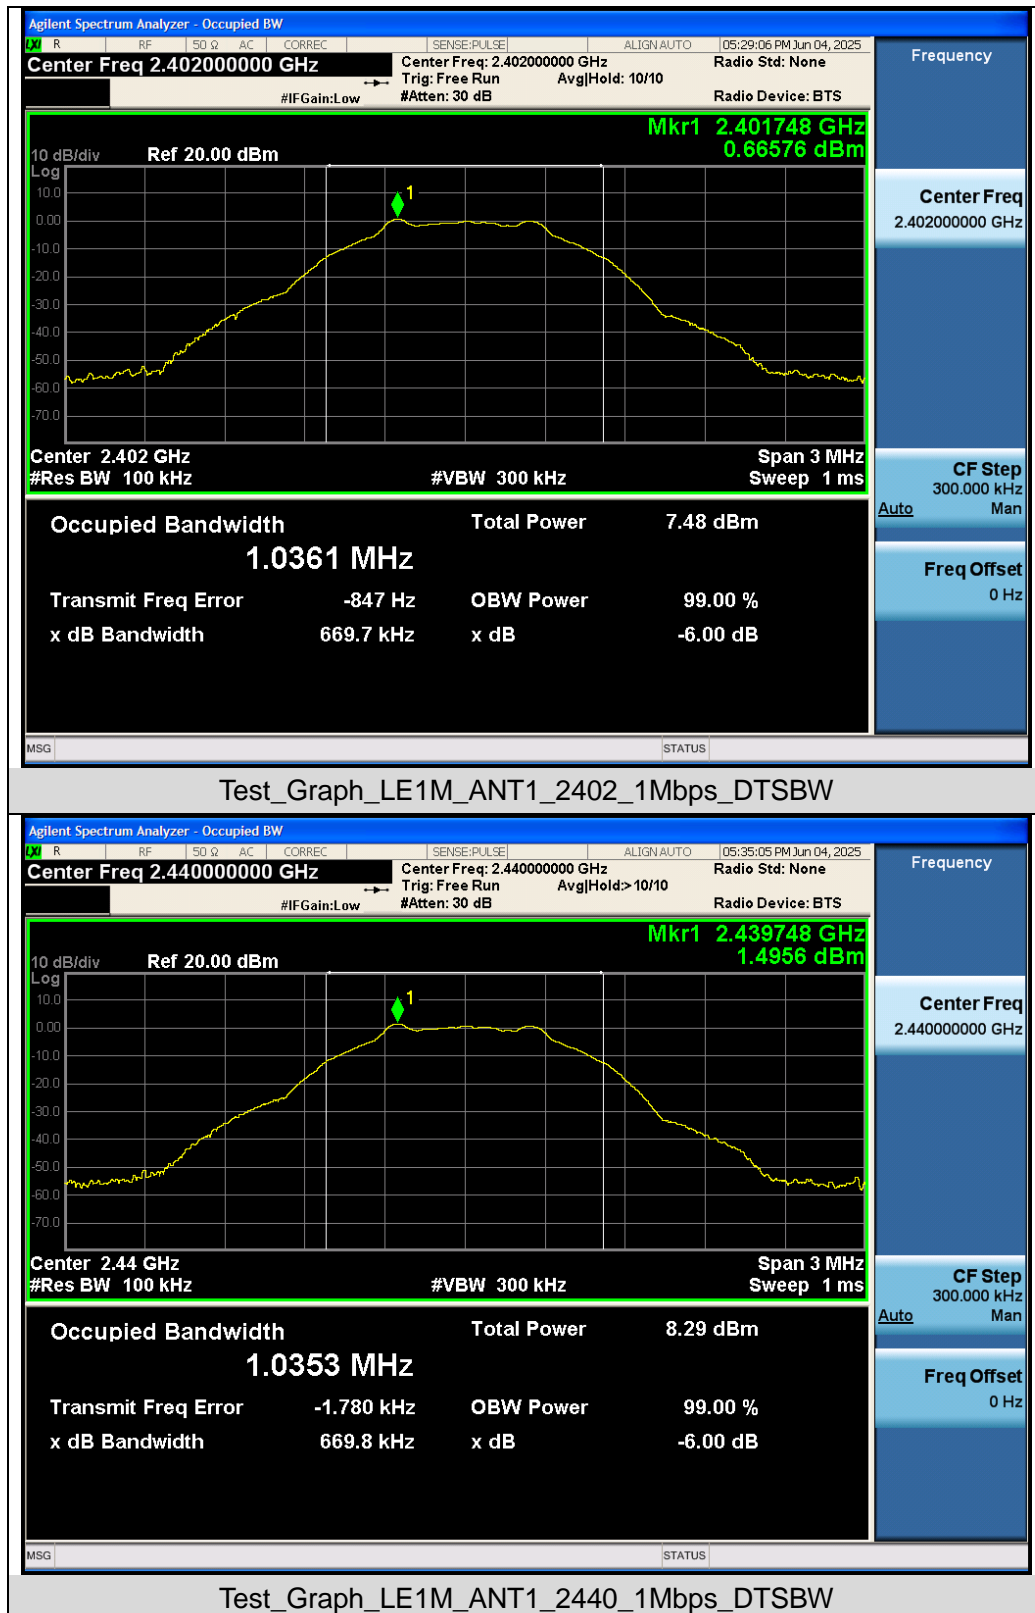 Agilent Spectrum Analyzer - Occupied BW
LXI R RF 50 Ω AC CORREC SENSE:PULSE ALIGN AUTO 05:29:06 PM Jun 04, 2025
Center Freq 2.402000000 GHz
Center Freq: 2.402000000 GHz Radio Std: None
Trig: Free Run Avg|Hold: 10/10
#IFGain:Low #Atten: 30 dB Radio Device: BTS
Frequency
Mkr1 2.401748 GHz
0.66576 dBm
10 dB/div Ref 20.00 dBm
Log
10.0
0.00
-10.0
-20.0
-30.0
-40.0
-50.0
-60.0
-70.0
1
Center Freq
2.402000000 GHz
Center 2.402 GHz Span 3 MHz
#Res BW 100 kHz #VBW 300 kHz Sweep 1 ms
CF Step
300.000 kHz
Auto Man
Occupied Bandwidth Total Power 7.48 dBm
1.0361 MHz
Transmit Freq Error -847 Hz OBW Power 99.00 %
x dB Bandwidth 669.7 kHz x dB -6.00 dB
Freq Offset
0 Hz
MSG STATUS
Test_Graph_LE1M_ANT1_2402_1Mbps_DTSBW
Agilent Spectrum Analyzer - Occupied BW
LXI R RF 50 Ω AC CORREC SENSE:PULSE ALIGN AUTO 05:35:05 PM Jun 04, 2025
Center Freq 2.440000000 GHz
Center Freq: 2.440000000 GHz Radio Std: None
Trig: Free Run Avg|Hold:>10/10
#IFGain:Low #Atten: 30 dB Radio Device: BTS
Frequency
Mkr1 2.439748 GHz
1.4956 dBm
10 dB/div Ref 20.00 dBm
Log
10.0
0.00
-10.0
-20.0
-30.0
-40.0
-50.0
-60.0
-70.0
1
Center Freq
2.440000000 GHz
Center 2.44 GHz Span 3 MHz
#Res BW 100 kHz #VBW 300 kHz Sweep 1 ms
CF Step
300.000 kHz
Auto Man
Occupied Bandwidth Total Power 8.29 dBm
1.0353 MHz
Transmit Freq Error -1.780 kHz OBW Power 99.00 %
x dB Bandwidth 669.8 kHz x dB -6.00 dB
Freq Offset
0 Hz
MSG STATUS
Test_Graph_LE1M_ANT1_2440_1Mbps_DTSBW